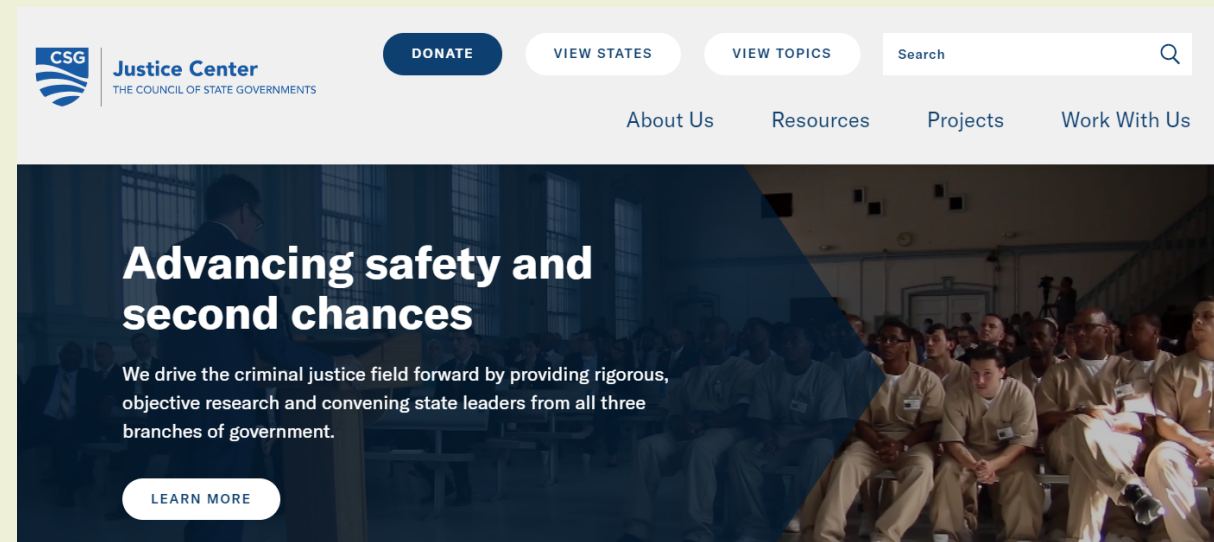 CSG
Justice Center
THE COUNCIL OF STATE GOVERNMENTS
DONATE
VIEW STATES
VIEW TOPICS
Search
About Us
Resources
Projects
Work With Us
Advancing safety and
second chances
We drive the criminal justice field forward by providing rigorous,
objective research and convening state leaders from all three
branches of government.
LEARN MORE